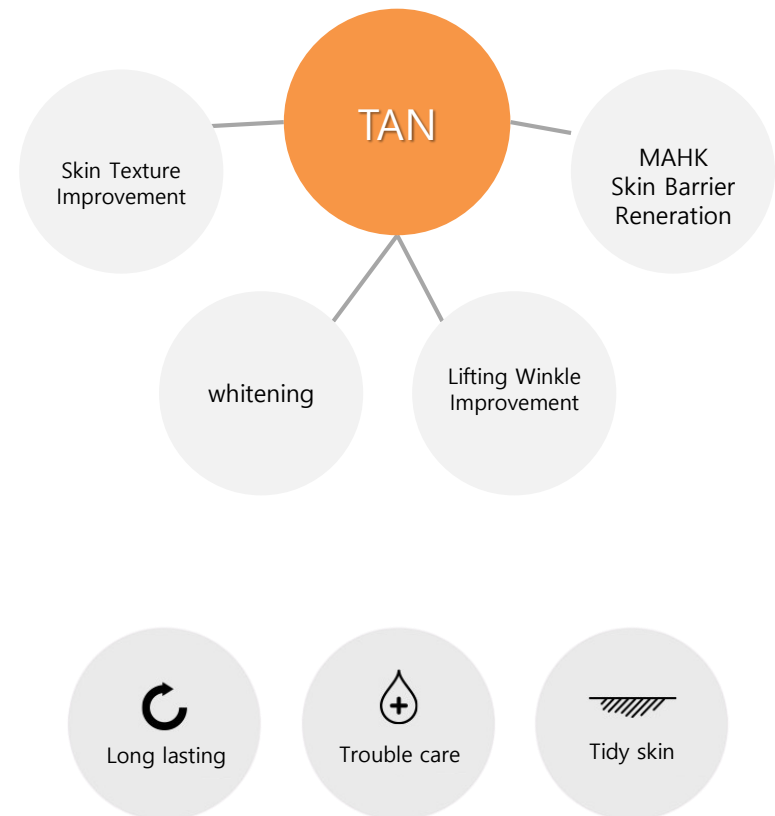 TAN
Skin Texture
Improvement
MAHK
Skin Barrier
Reneration
whitening
Lifting Winkle
Improvement
Long lasting
Trouble care
Tidy skin